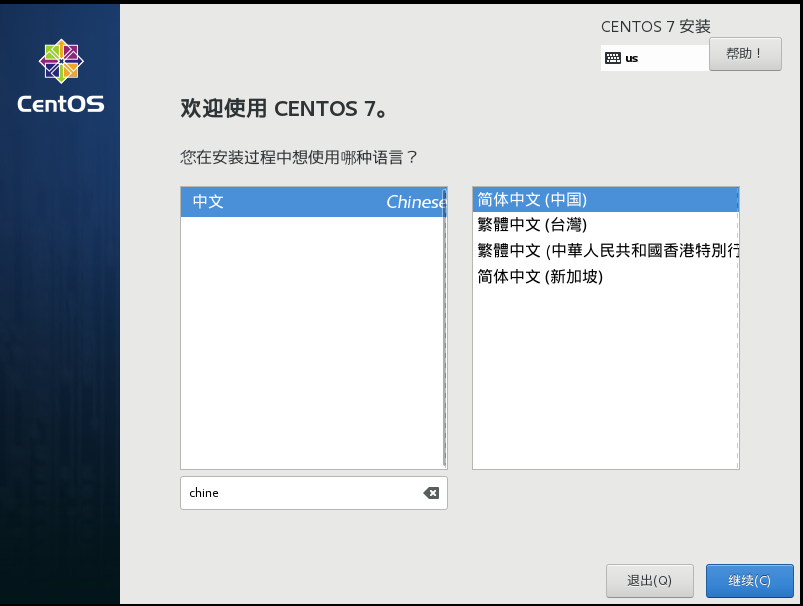 CentOS
CENTOS 7 安装
us
帮助！
欢迎使用 CENTOS 7。
您在安装过程中想使用哪种语言？
中文 Chinese
简体中文 (中国)
繁體中文 (台灣)
繁體中文 (中華人民共和國香港特別行
简体中文 (新加坡)
chine
退出(Q)
继续(C)